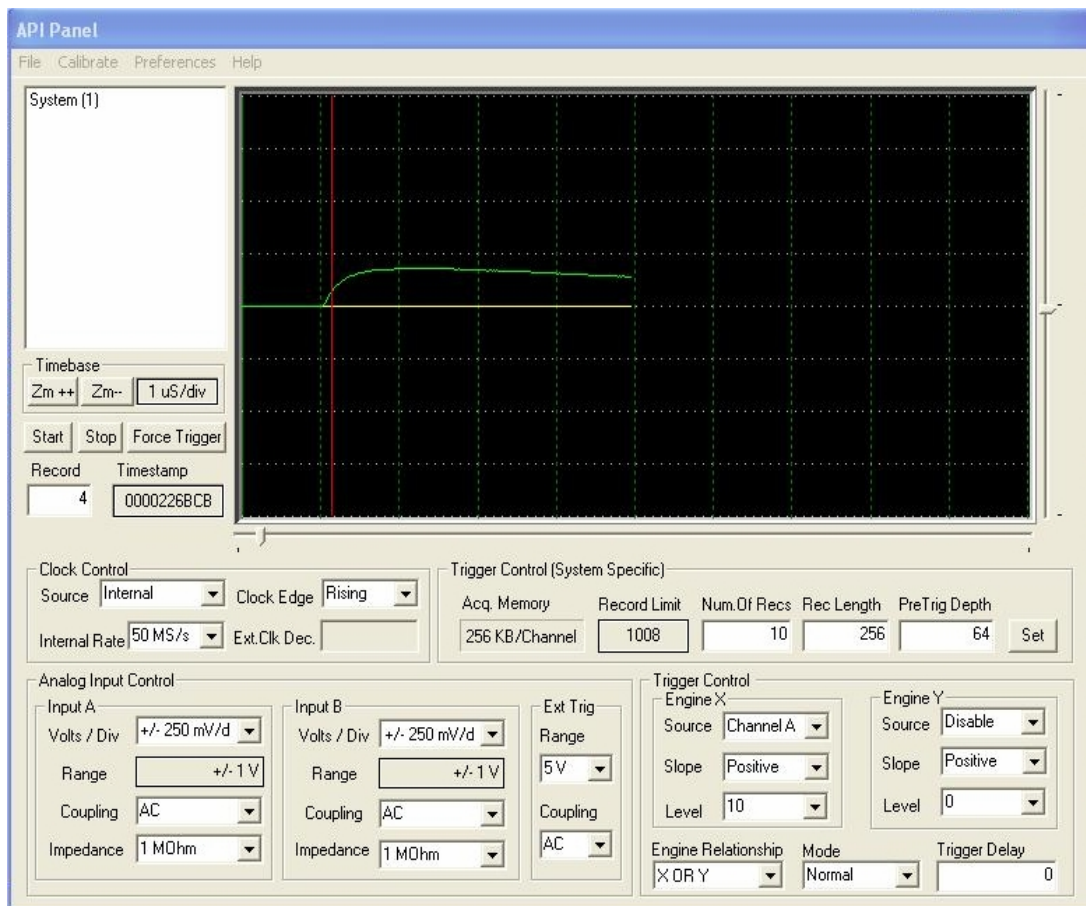 API Panel
File Calibrate Preferences Help
System (1)
Timebase
Zm ++ Zm-- 1 uS/div
Start Stop Force Trigger
Record Timestamp
4 0000226BCB
Clock Control
Source Internal Clock Edge Rising
Internal Rate 50 MS/s Ext.Clk Dec.
Trigger Control (System Specific)
Acq. Memory Record Limit Num.Of Recs Rec Length PreTrig Depth
256 KB/Channel 1008 10 256 64 Set
Analog Input Control
Input A
Volts / Div +/- 250 mV/d
Range +/- 1 V
Coupling AC
Impedance 1 MOhm
Input B
Volts / Div +/- 250 mV/d
Range +/- 1 V
Coupling AC
Impedance 1 MOhm
Ext Trig
Range
5 V
Coupling
AC
Trigger Control
Engine X
Source Channel A
Slope Positive
Level 10
Engine Y
Source Disable
Slope Positive
Level 0
Engine Relationship Mode Trigger Delay
X OR Y Normal 0